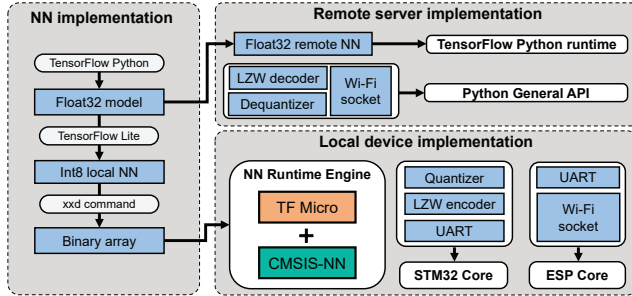 NN implementation
TensorFlow Python
Float32 model
TensorFlow Lite
Int8 local NN
xxd command
Binary array
Remote server implementation
Float32 remote NN
TensorFlow Python runtime
LZW decoder
Dequantizer
Wi-Fi
socket
Python General API
Local device implementation
NN Runtime Engine
TF Micro
+
CMSIS-NN
Quantizer
LZW encoder
UART
STM32 Core
UART
Wi-Fi
socket
ESP Core